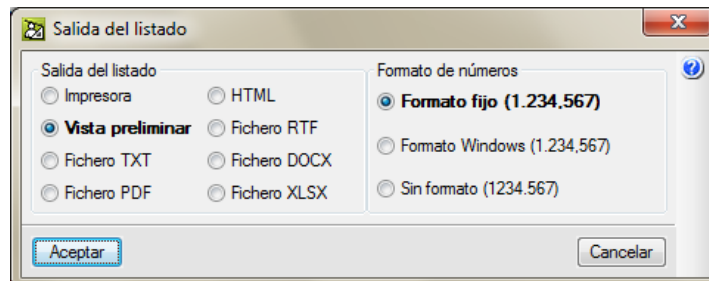 Salida del listado
Salida del listado
Impresora
HTML
Vista preliminar
Fichero RTF
Fichero TXT
Fichero DOCX
Fichero PDF
Fichero XLSX
Formato de números
Formato fijo (1.234,567)
Formato Windows (1.234,567)
Sin formato (1234.567)
Aceptar
Cancelar